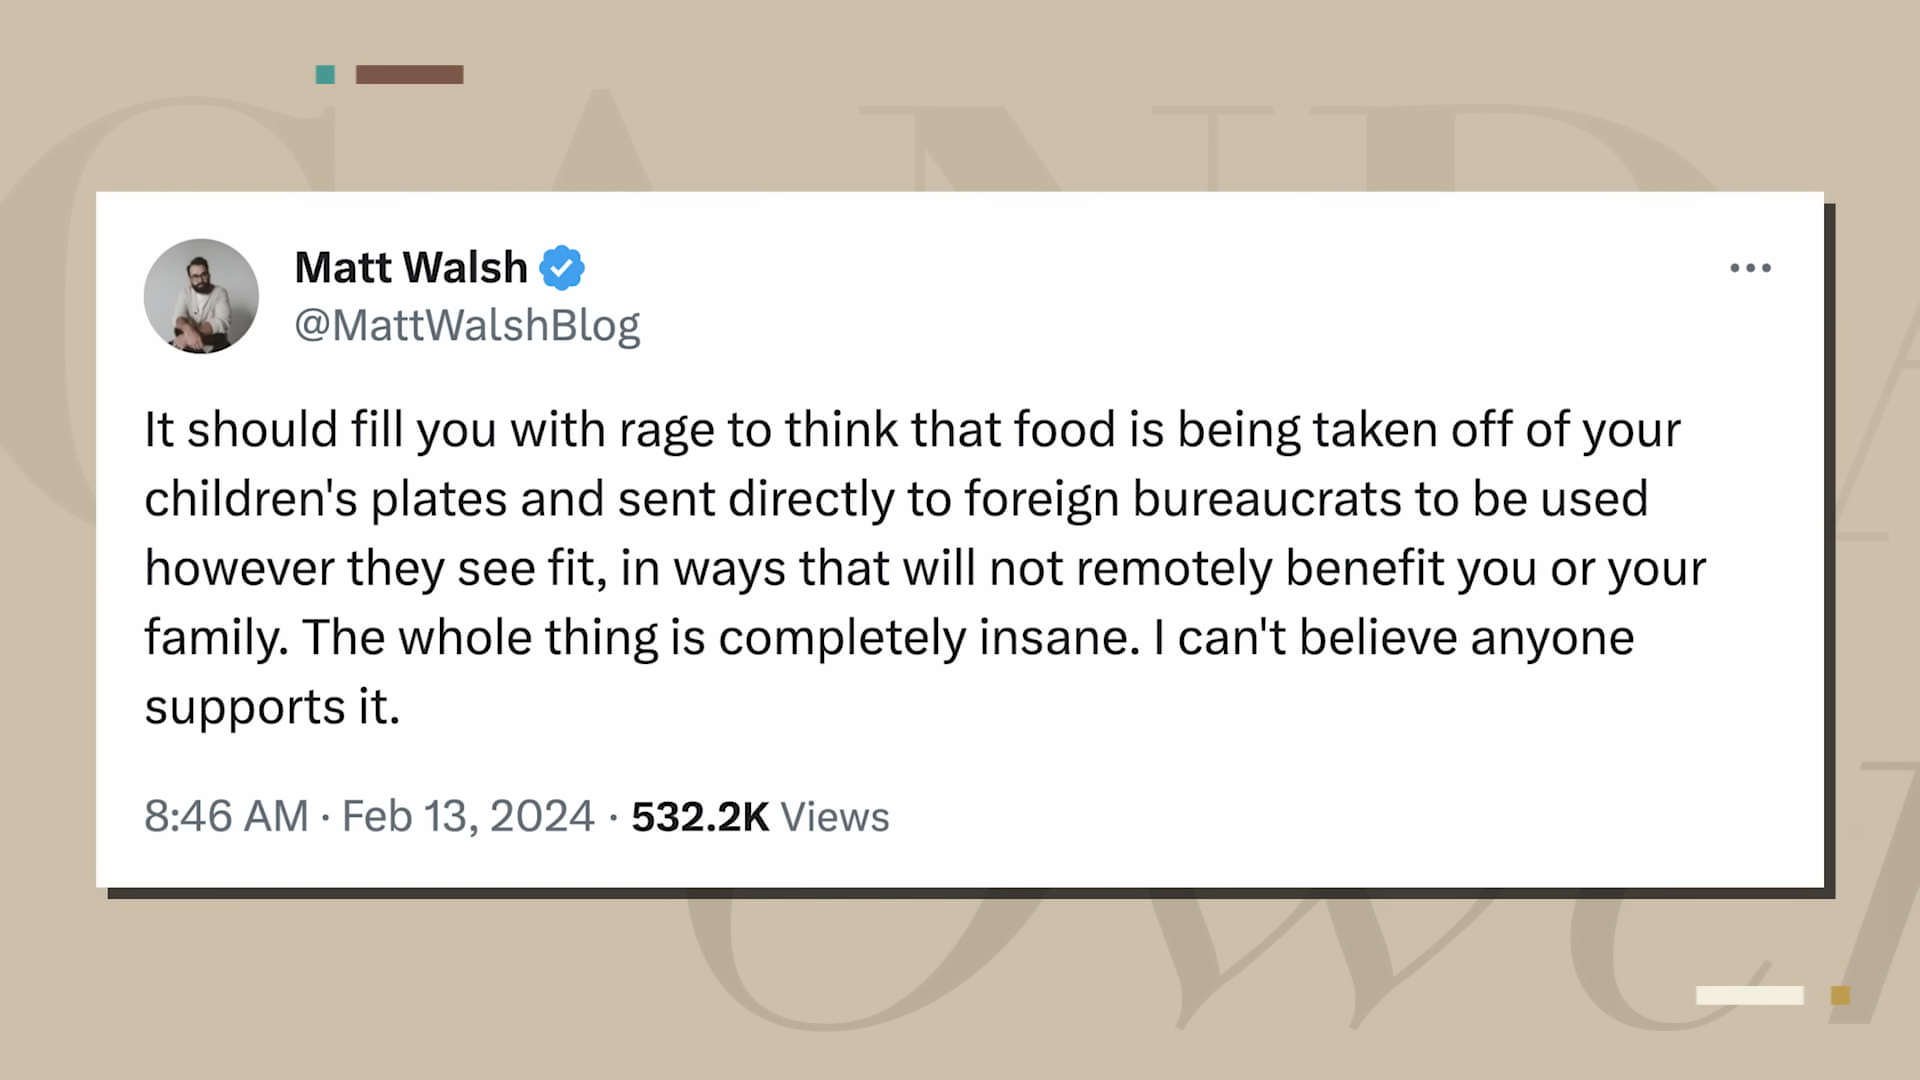 CAND
Matt Walsh
@MattWalshBlog
It should fill you with rage to think that food is being taken off of your
children's plates and sent directly to foreign bureaucrats to be used
however they see fit, in ways that will not remotely benefit you or your
family. The whole thing is completely insane. I can't believe anyone
supports it.
8:46 AM · Feb 13, 2024 · 532.2K Views
Owen